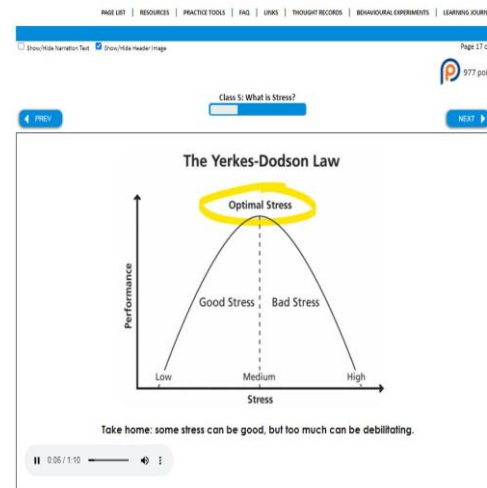 PAGE LIST | RESOURCES | PRACTICE TOOLS | FAQ | LINKS | THOUGHT RECORDS | BEHAVIOURAL EXPERIMENTS | LEARNING JOURN
Show/Hide Narration Text Show/Hide Header Image
Page 17 o
977 poi
Class 5: What is Stress?
PREV
NEXT
The Yerkes-Dodson Law
Optimal Stress
Performance
Good Stress
Bad Stress
Low
Medium
High
Stress
Take home: some stress can be good, but too much can be debilitating.
0:06 / 1:10